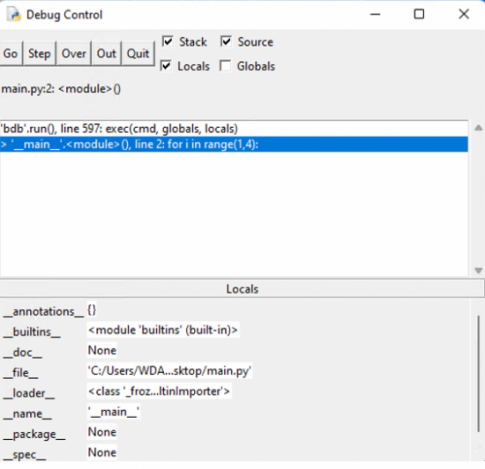 Debug Control
Go Step Over Out Quit Stack Source
Locals Globals
main.py:2: <module>()
'bdb'.run(), line 597: exec(cmd, globals, locals)
> '__main__'.<module>(), line 2: for i in range(1,4):
Locals
__annotations__ {}
__builtins__ <module 'builtins' (built-in)>
__doc__ None
__file__ 'C:/Users/WDA...sktop/main.py'
__loader__ <class '_froz...ltinImporter'>
__name__ '__main__'
__package__ None
__spec__ None